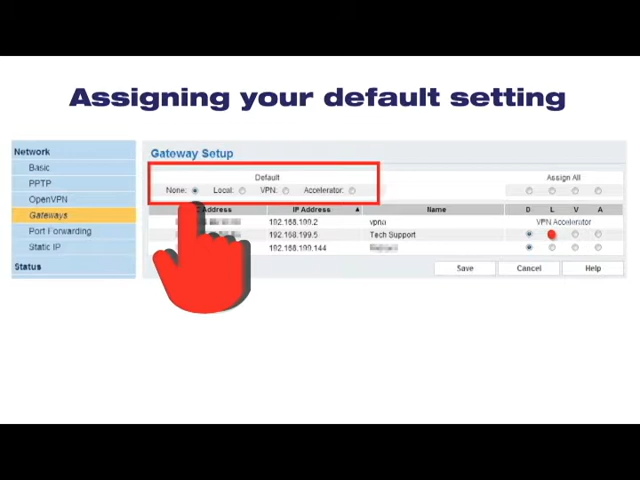 Assigning your default setting
Network
Basic
PPTP
OpenVPN
Gateways
Port Forwarding
Static IP
Status
Gateway Setup
Default
None: Local: VPN: Accelerator:
Assign All
Address IP Address Name D L V A
192.168.199.2 vpna VPN Accelerator
192.168.199.5 Tech Support
192.168.199.144
Save Cancel Help